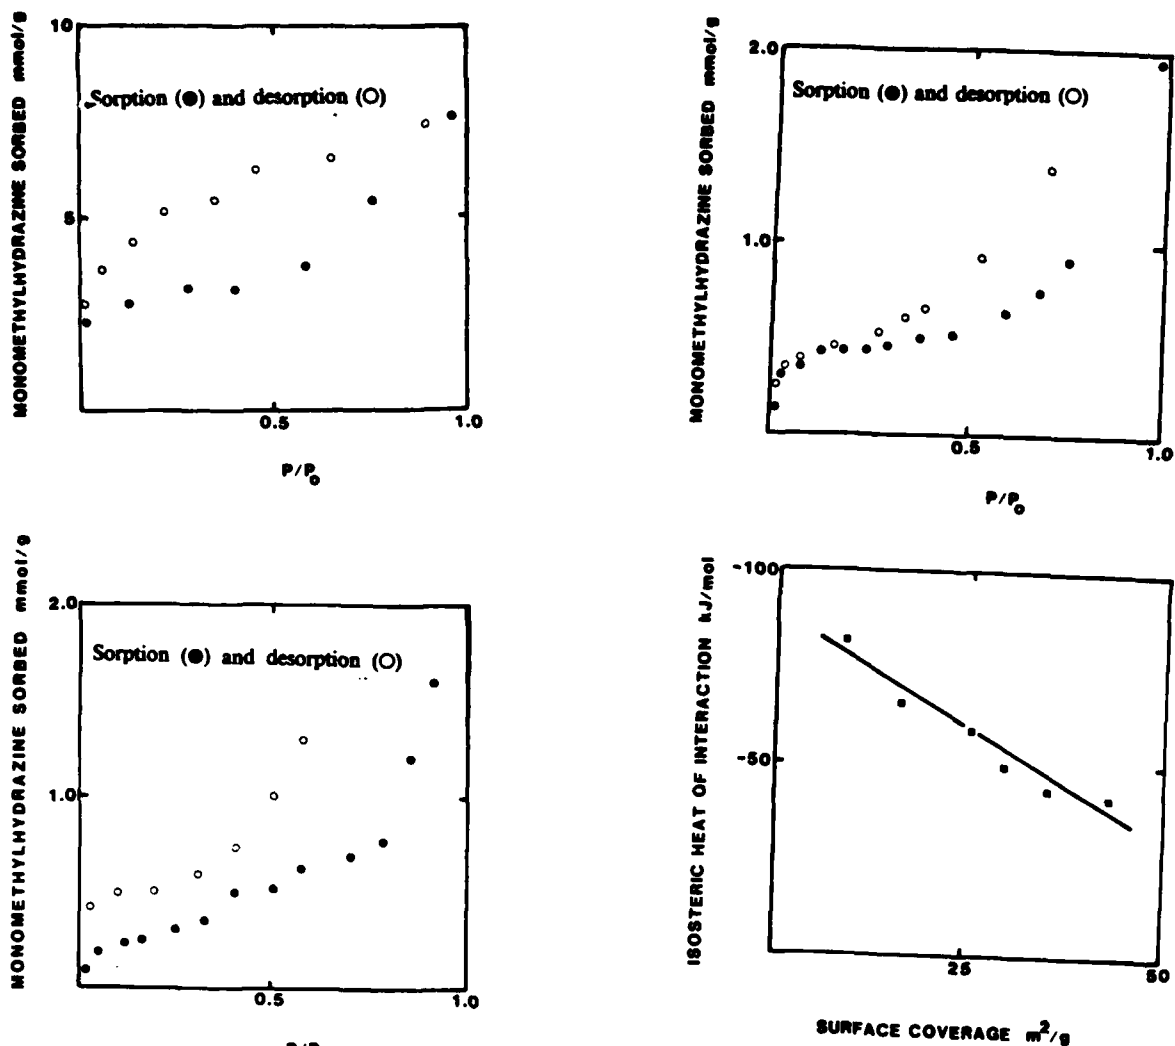 MONOMETHYLHYDRAZINE SORBED mmol/g
10
Sorption (●) and desorption (○)
5
0.5
1.0
P/P₀
MONOMETHYLHYDRAZINE SORBED mmol/g
2.0
Sorption (●) and desorption (○)
1.0
0.5
1.0
P/P₀
MONOMETHYLHYDRAZINE SORBED mmol/g
2.0
Sorption (●) and desorption (○)
1.0
0.5
1.0
ISOSTERIC HEAT OF INTERACTION kJ/mol
-100
-50
25
50
SURFACE COVERAGE m²/g